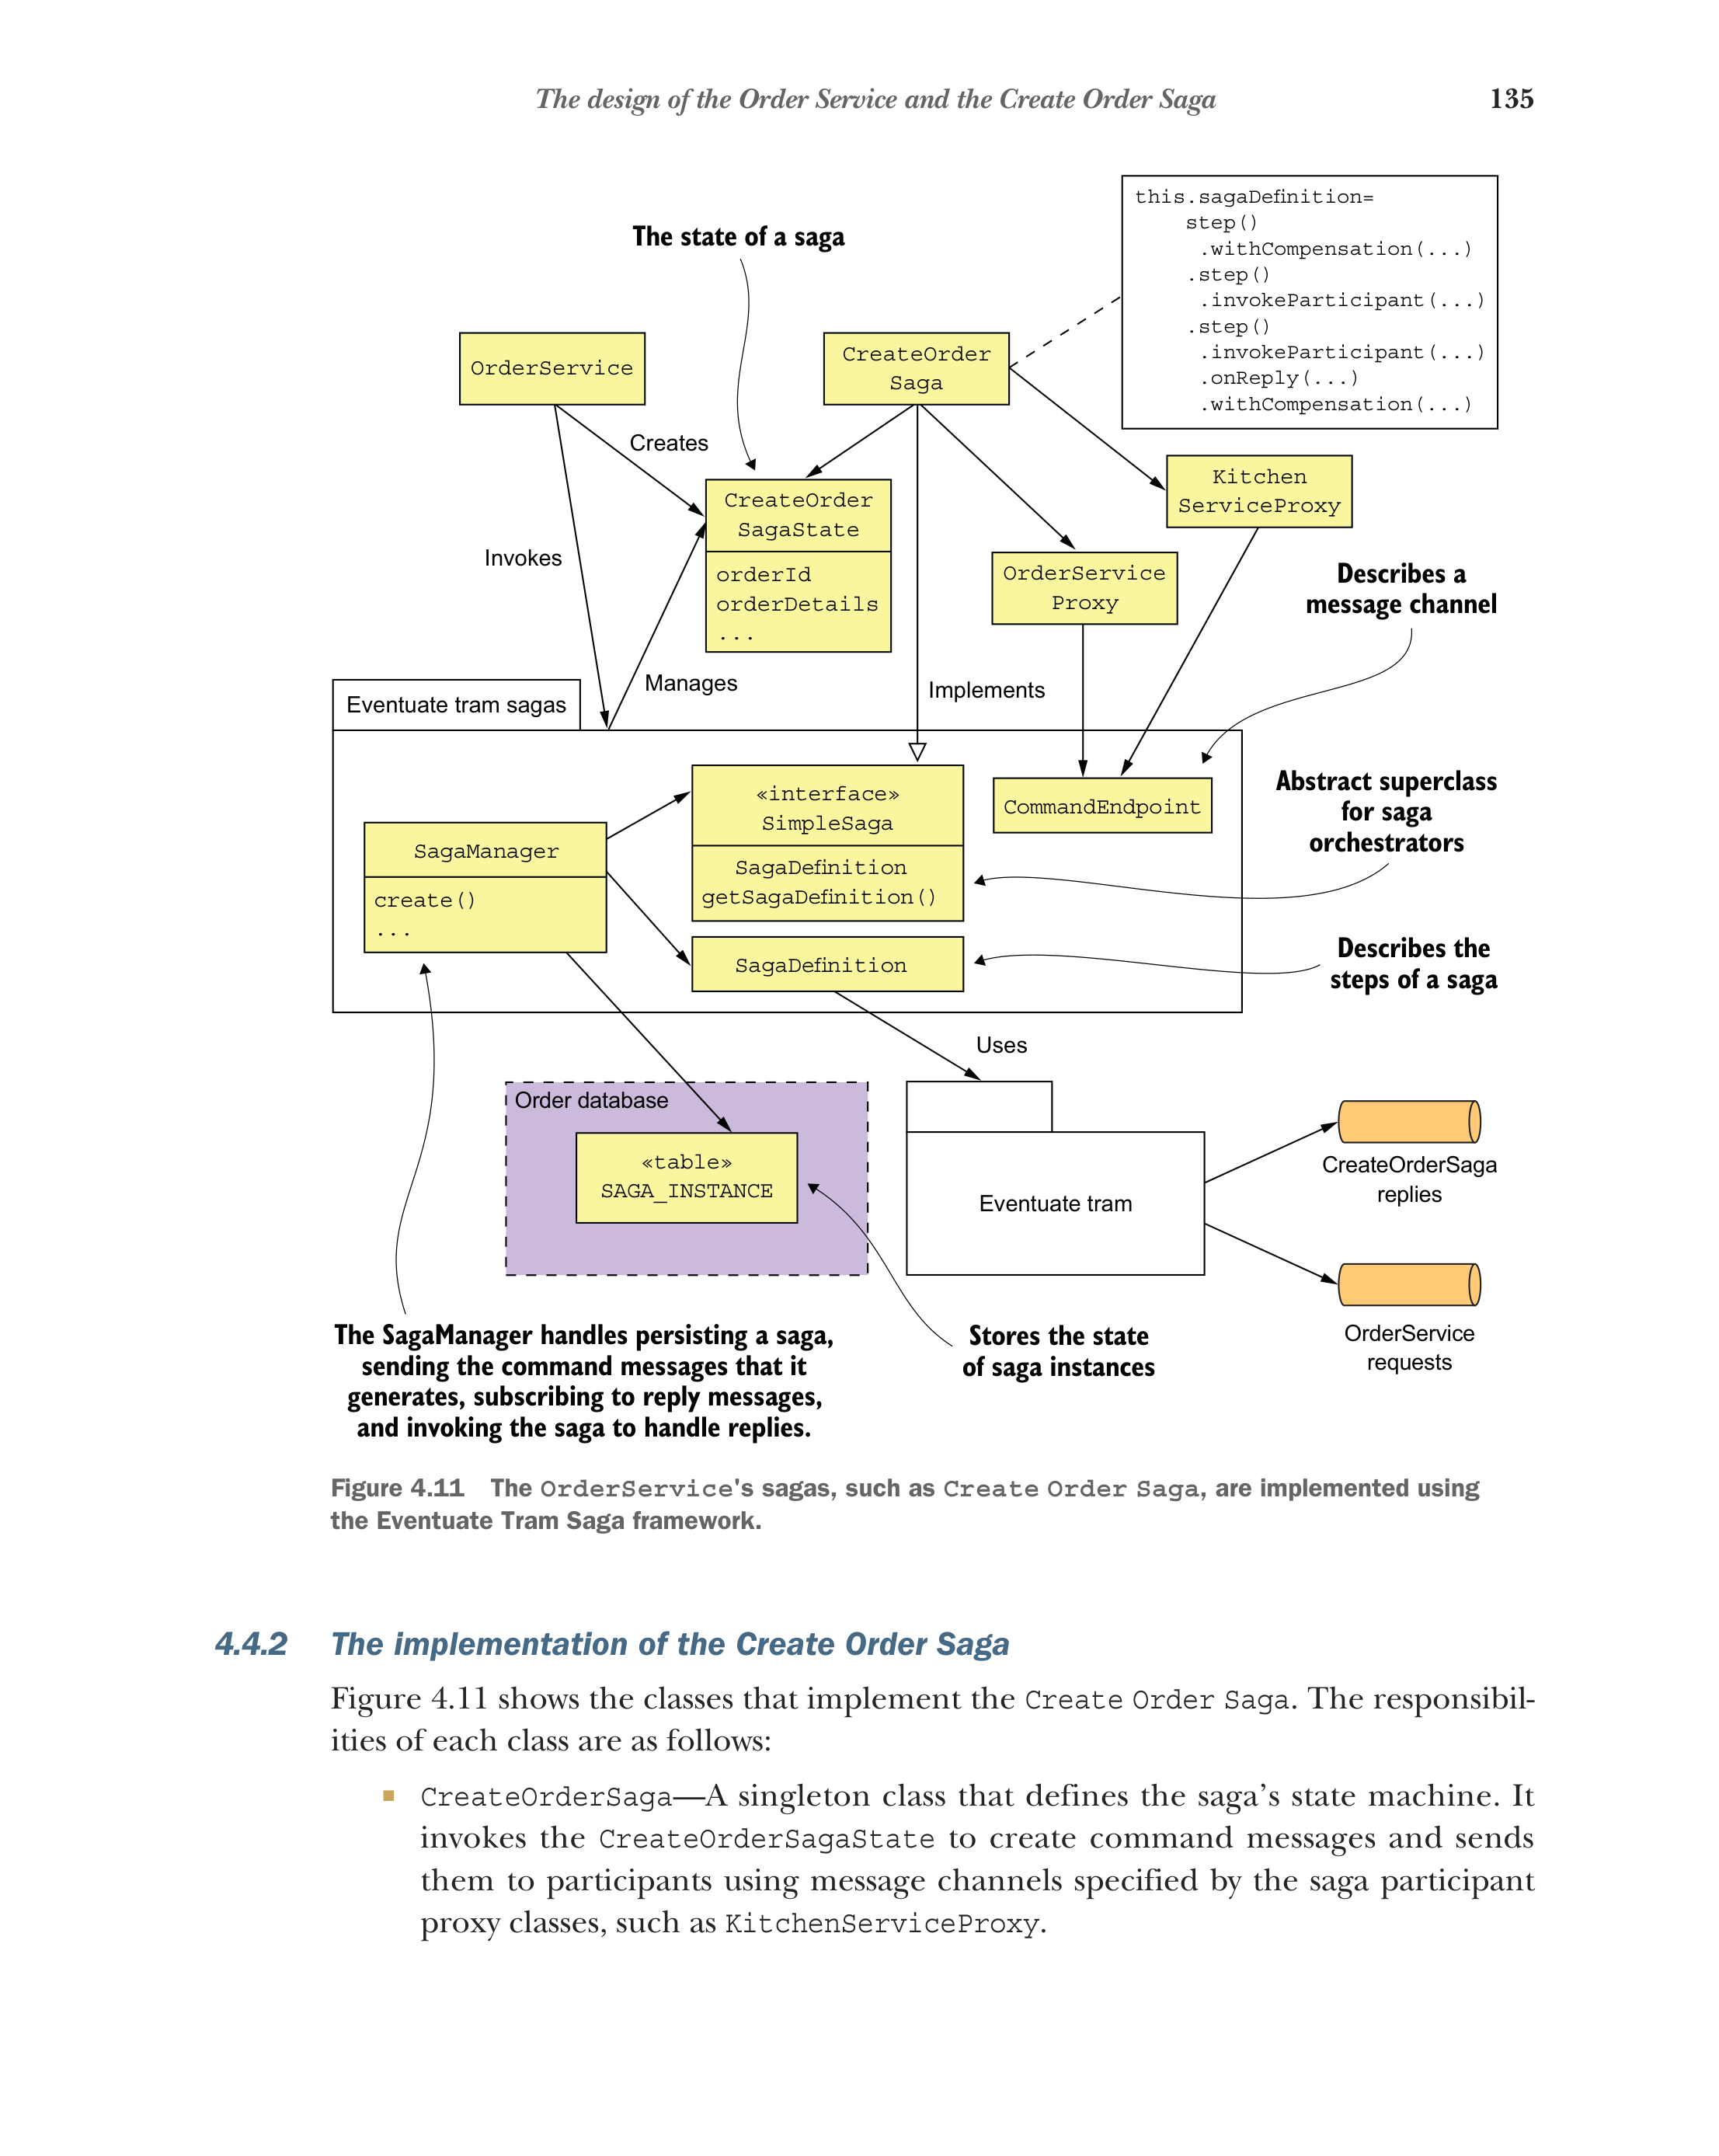 The design of the Order Service and the Create Order Saga 135
this.sagaDefinition=
step()
.withCompensation(...)
.step()
.invokeParticipant(...)
.step()
.invokeParticipant(...)
.onReply(...)
.withCompensation(...)
The state of a saga
OrderService
CreateOrder
Saga
Creates
Kitchen
ServiceProxy
CreateOrder
SagaState
orderId
orderDetails
...
Invokes
OrderService
Proxy
Describes a
message channel
Manages
Implements
Eventuate tram sagas
«interface»
SimpleSaga
SagaDefinition
getSagaDefinition()
CommandEndpoint
Abstract superclass
for saga
orchestrators
SagaManager
create()
...
SagaDefinition
Describes the
steps of a saga
Uses
Order database
«table»
SAGA_INSTANCE
Eventuate tram
CreateOrderSaga
replies
OrderService
requests
The SagaManager handles persisting a saga,
sending the command messages that it
generates, subscribing to reply messages,
and invoking the saga to handle replies.
Stores the state
of saga instances
Figure 4.11 The OrderService's sagas, such as Create Order Saga, are implemented using
the Eventuate Tram Saga framework.
4.4.2 The implementation of the Create Order Saga
Figure 4.11 shows the classes that implement the Create Order Saga. The responsibil-
ities of each class are as follows:
■ CreateOrderSaga—A singleton class that defines the saga’s state machine. It
invokes the CreateOrderSagaState to create command messages and sends
them to participants using message channels specified by the saga participant
proxy classes, such as KitchenServiceProxy.